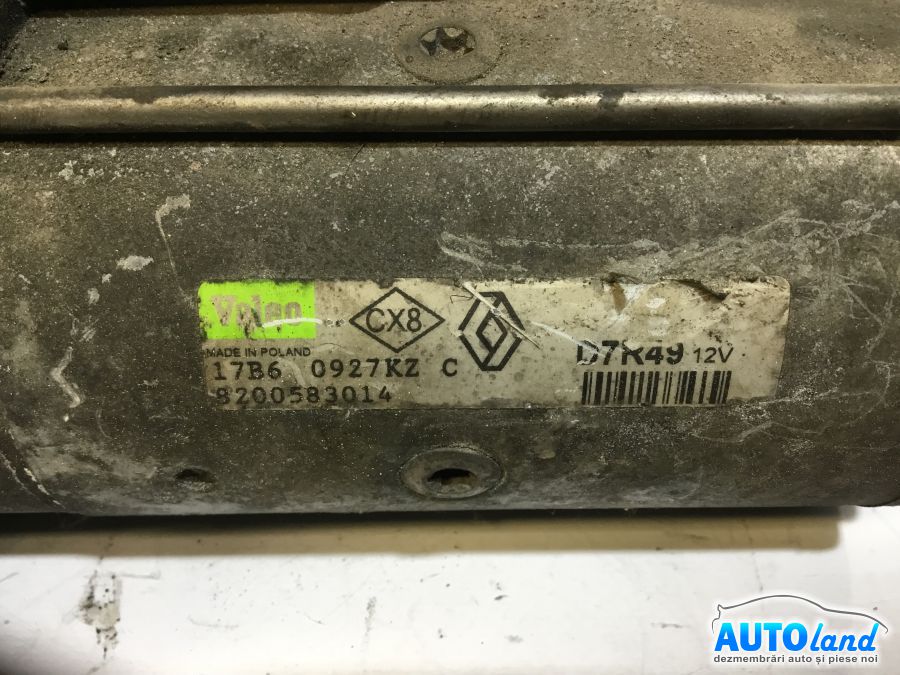 Valeo
CX8
MADE IN POLAND
D7R49 12V
17B6 0927KZ C
8200583014
AUTOland
dezmembrări auto și piese noi